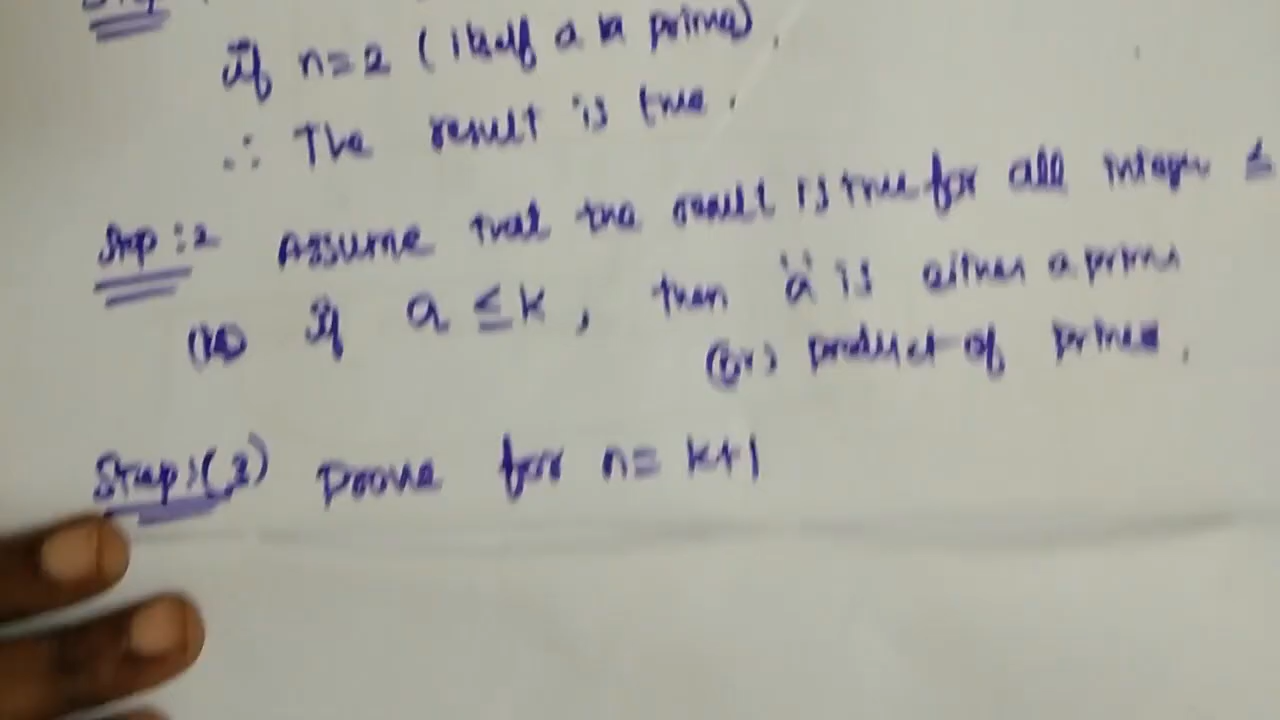 If n=2 (itself a is prime).
∴ The result is true.
Step :2 Assume that the result is true for all integer ≤
(ie) If a ≤ k, then "a" is either a prime
(or) product of primes.
Step:(3) prove for n= k+1